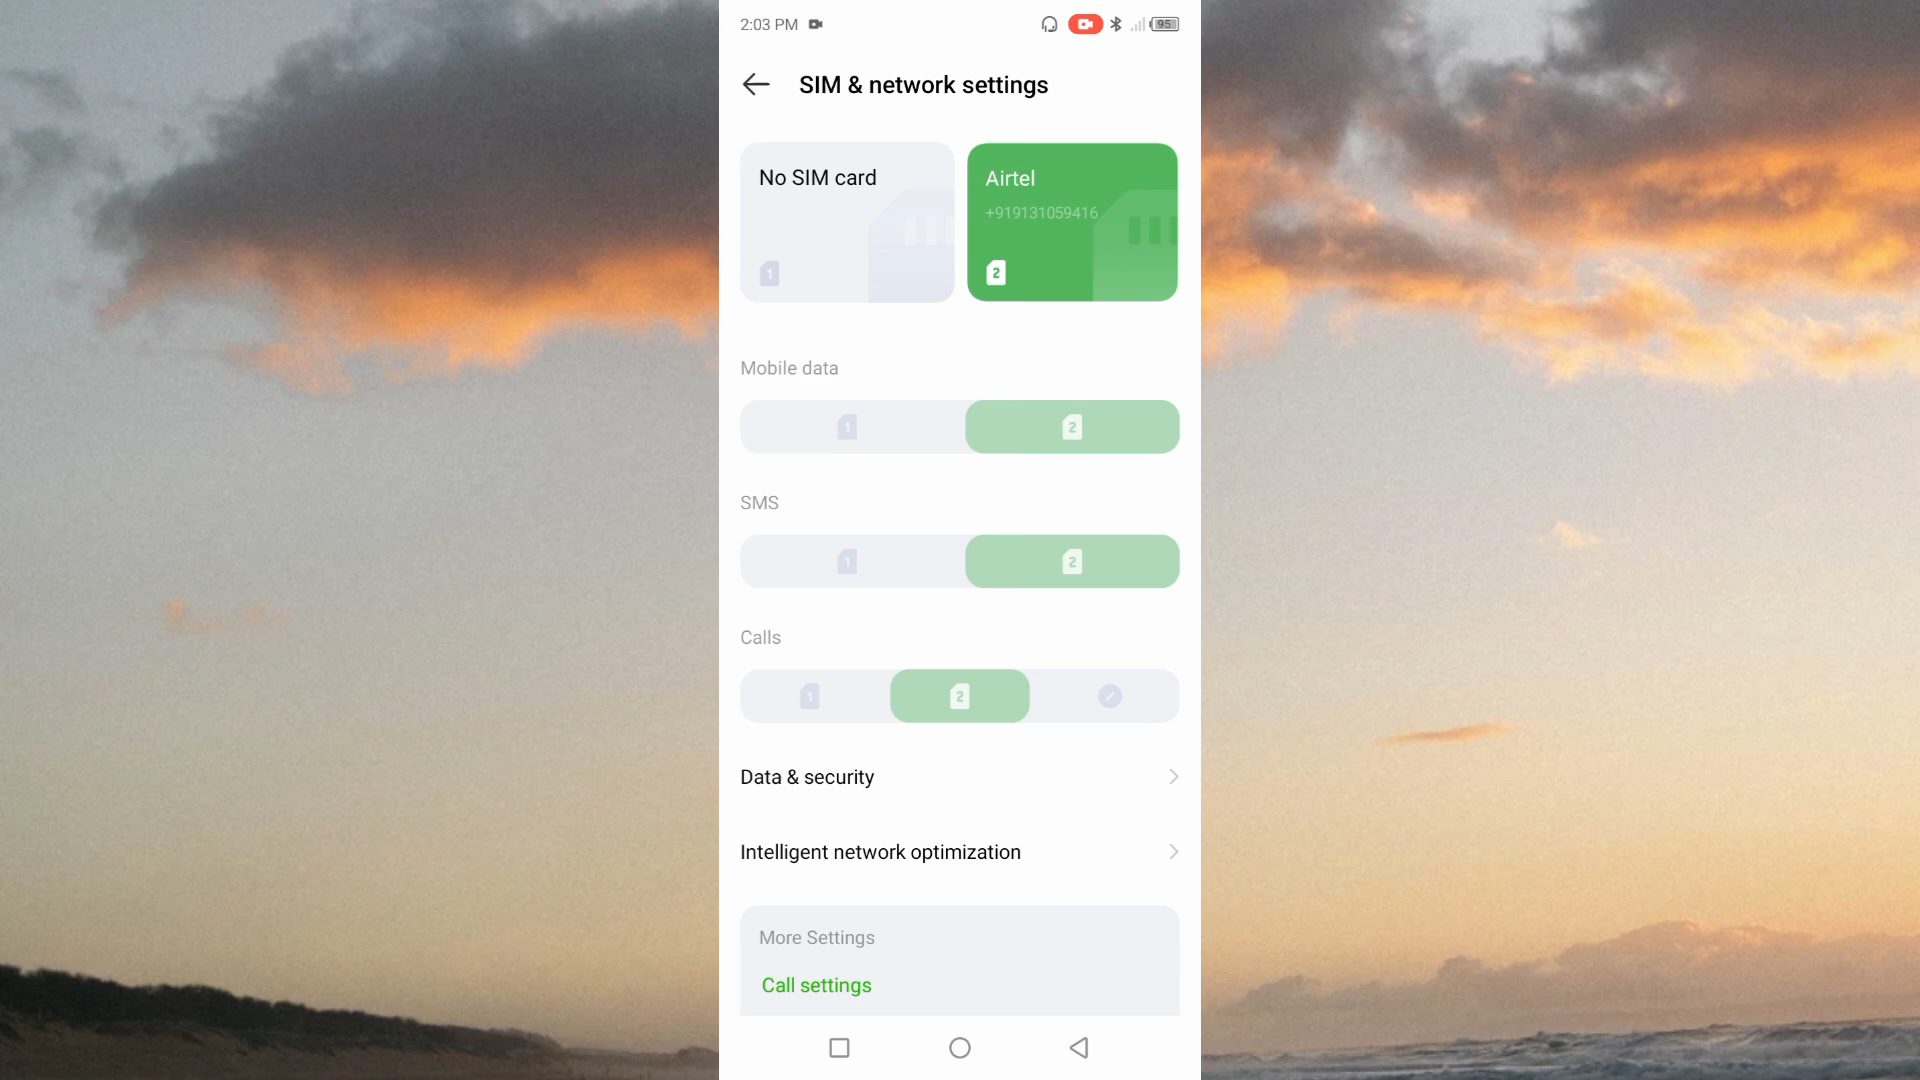 2:03 PM
95
SIM & network settings
No SIM card
1
Airtel
+919131059416
2
Mobile data
1 2
SMS
1 2
Calls
1 2
Data & security
Intelligent network optimization
More Settings
Call settings